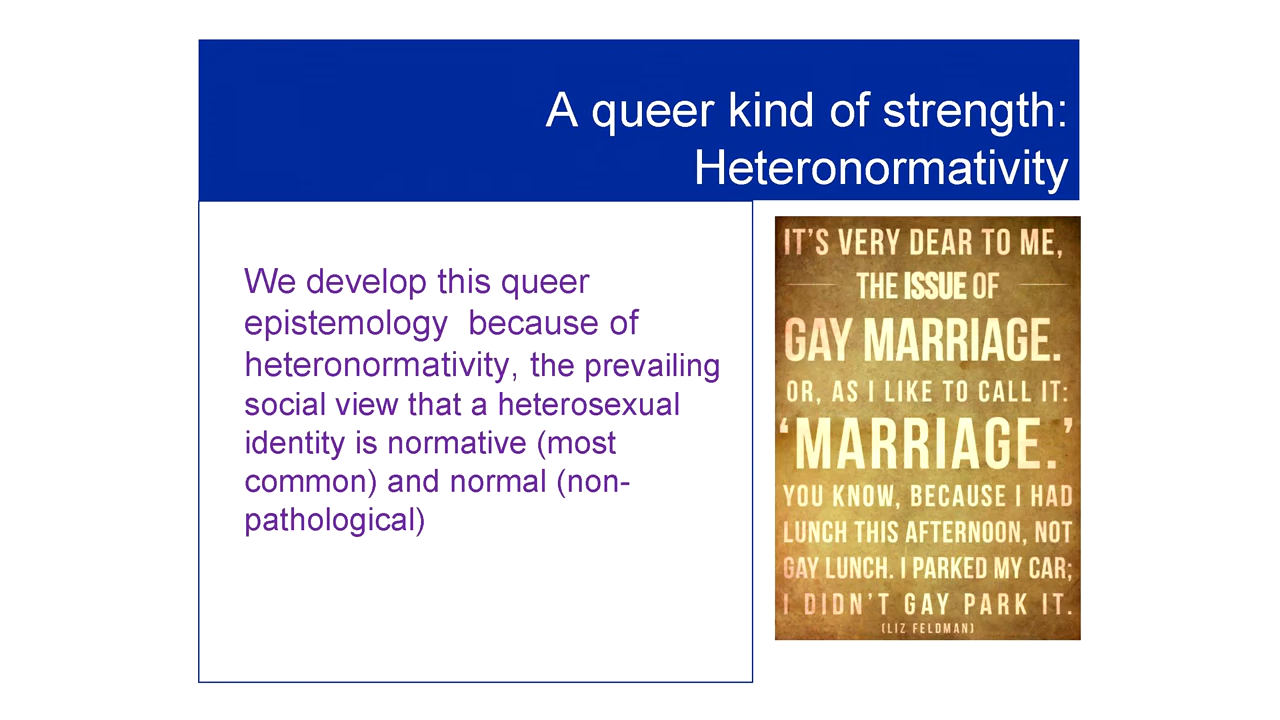 A queer kind of strength:
Heteronormativity
We develop this queer
epistemology  because of
heteronormativity, the prevailing
social view that a heterosexual
identity is normative (most
common) and normal (non-
pathological)
IT'S VERY DEAR TO ME,
THE ISSUE OF
GAY MARRIAGE.
OR, AS I LIKE TO CALL IT:
'MARRIAGE.'
YOU KNOW, BECAUSE I HAD
LUNCH THIS AFTERNOON, NOT
GAY LUNCH. I PARKED MY CAR;
I DIDN'T GAY PARK IT.
(LIZ FELDMAN)